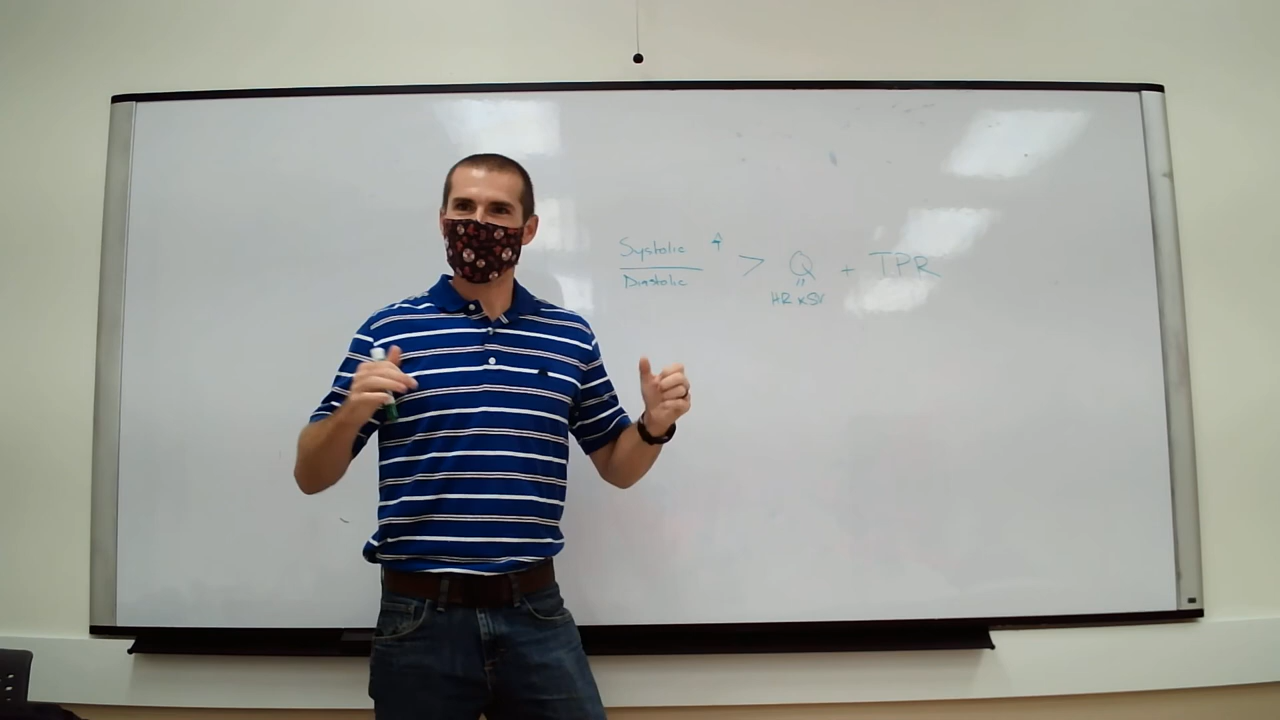 Systolic ↑
Diastolic
> Q + TPR
"
HR x SV